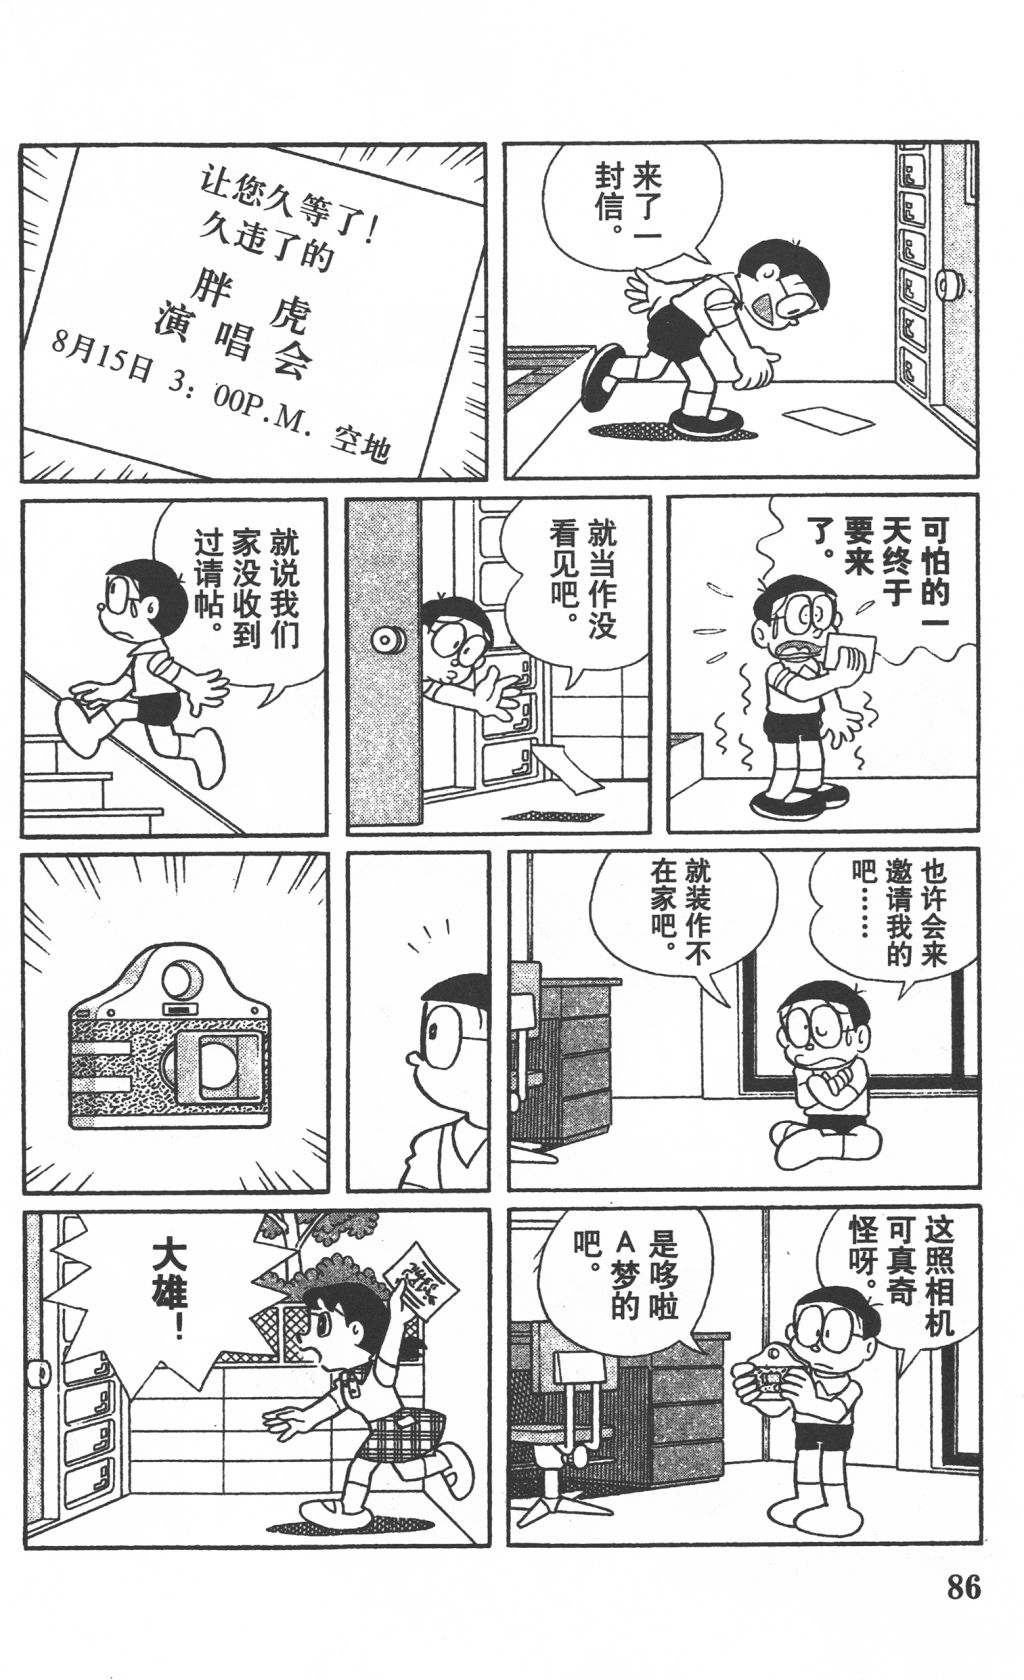 来了一
封信。
让您久等了!
久违了的
胖虎
演唱会
8月15日 3：00P.M. 空地
可怕的一
天终于
要来
了。
就当作没
看见吧。
就说我们
家没收到
过请帖。
也许会来
邀请我的
吧……
就装作不
在家吧。
这照相机
可真奇
怪呀。
是哆啦
A梦的
吧。
大雄!
86